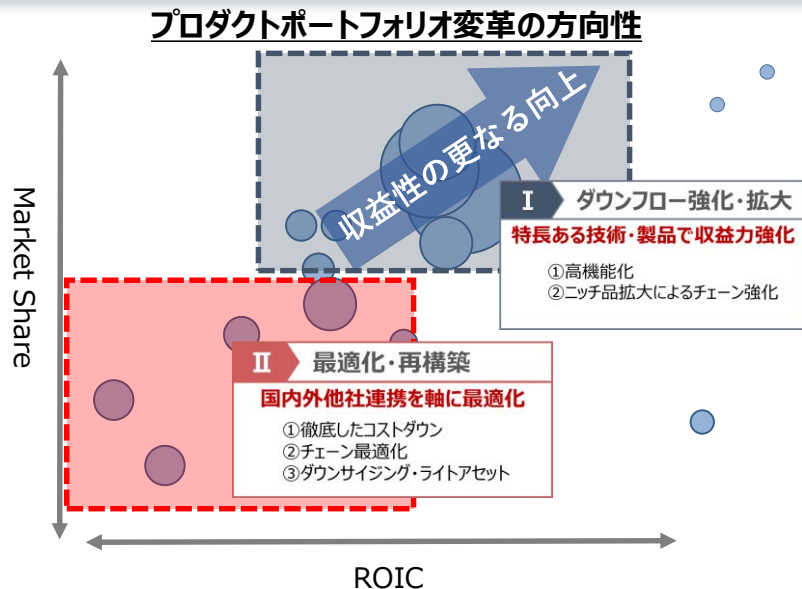 プロダクトポートフォリオ変革の方向性
収益性の更なる向上
Market Share
Ⅰ ダウンフロー強化・拡大
特長ある技術・製品で収益力強化
①高機能化
②ニッチ品拡大によるチェーン強化
Ⅱ 最適化・再構築
国内外他社連携を軸に最適化
①徹底したコストダウン
②チェーン最適化
③ダウンサイジング・ライトアセット
ROIC